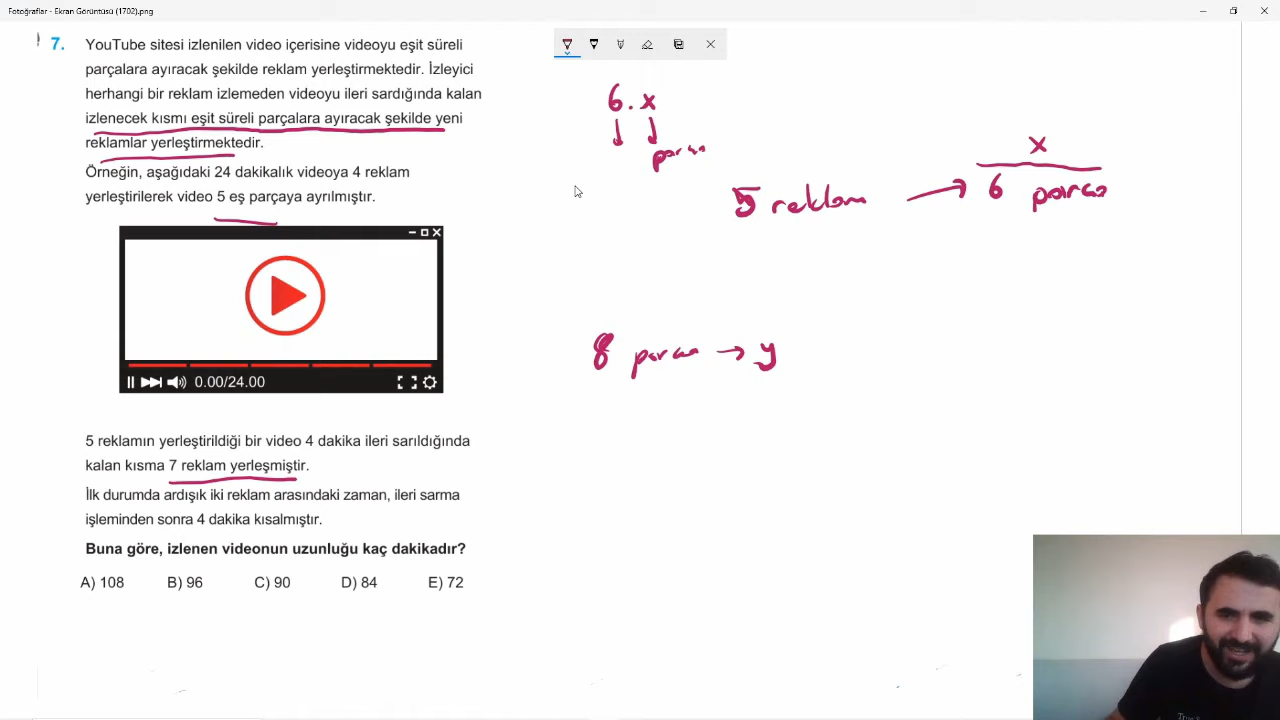 Fotoğraflar - Ekran Görüntüsü (1702).png
7. YouTube sitesi izlenilen video içerisine videoyu eşit süreli
parçalara ayıracak şekilde reklam yerleştirmektedir. İzleyici
herhangi bir reklam izlemeden videoyu ileri sardığında kalan
izlenecek kısmı eşit süreli parçalara ayıracak şekilde yeni
reklamlar yerleştirmektedir.
Örneğin, aşağıdaki 24 dakikalık videoya 4 reklam
yerleştirilerek video 5 eş parçaya ayrılmıştır.
0.00/24.00
5 reklamın yerleştirildiği bir video 4 dakika ileri sarıldığında
kalan kısma 7 reklam yerleşmiştir.
İlk durumda ardışık iki reklam arasındaki zaman, ileri sarma
işleminden sonra 4 dakika kısalmıştır.
Buna göre, izlenen videonun uzunluğu kaç dakikadır?
A) 108 B) 96 C) 90 D) 84 E) 72
6.x
parça
x
5 reklam → 6 parça
8 parça → y